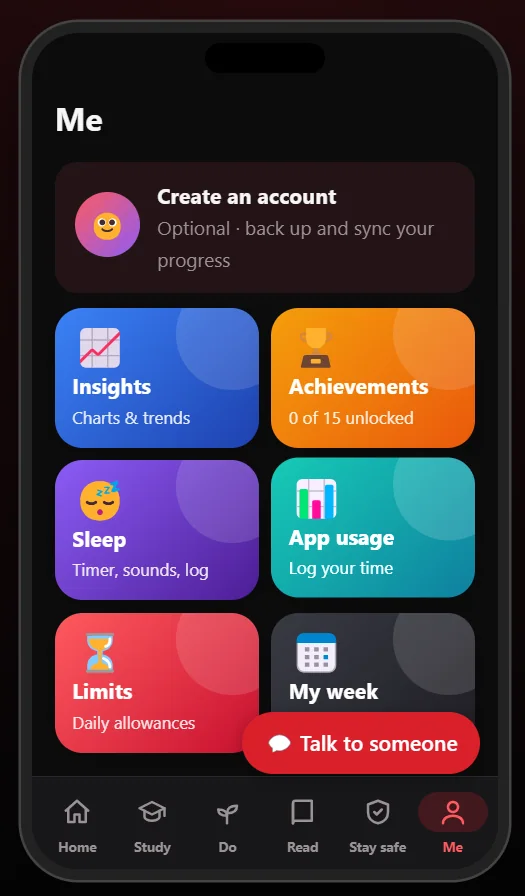 Me
Create an account
Optional · back up and sync your
progress
Insights
Charts & trends
Achievements
0 of 15 unlocked
Sleep
Timer, sounds, log
App usage
Log your time
Limits
Daily allowances
My week
Talk to someone
Home
Study
Do
Read
Stay safe
Me